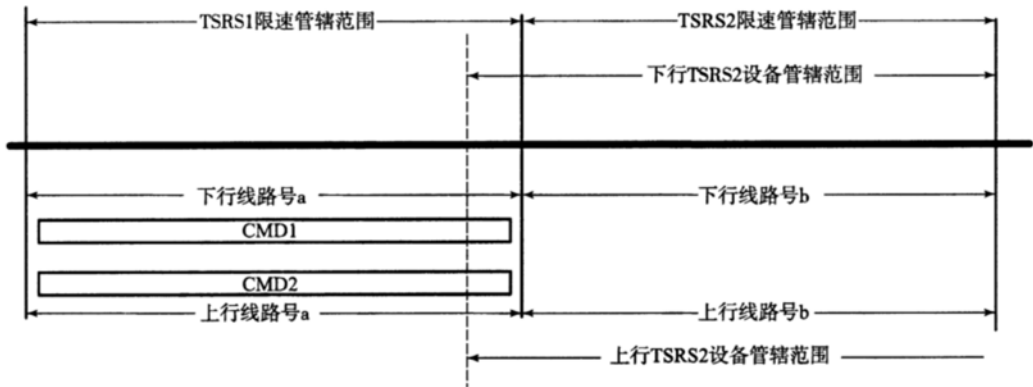 TSRS1限速管辖范围
TSRS2限速管辖范围
下行TSRS2设备管辖范围
下行线路号a
下行线路号b
CMD1
CMD2
上行线路号a
上行线路号b
上行TSRS2设备管辖范围